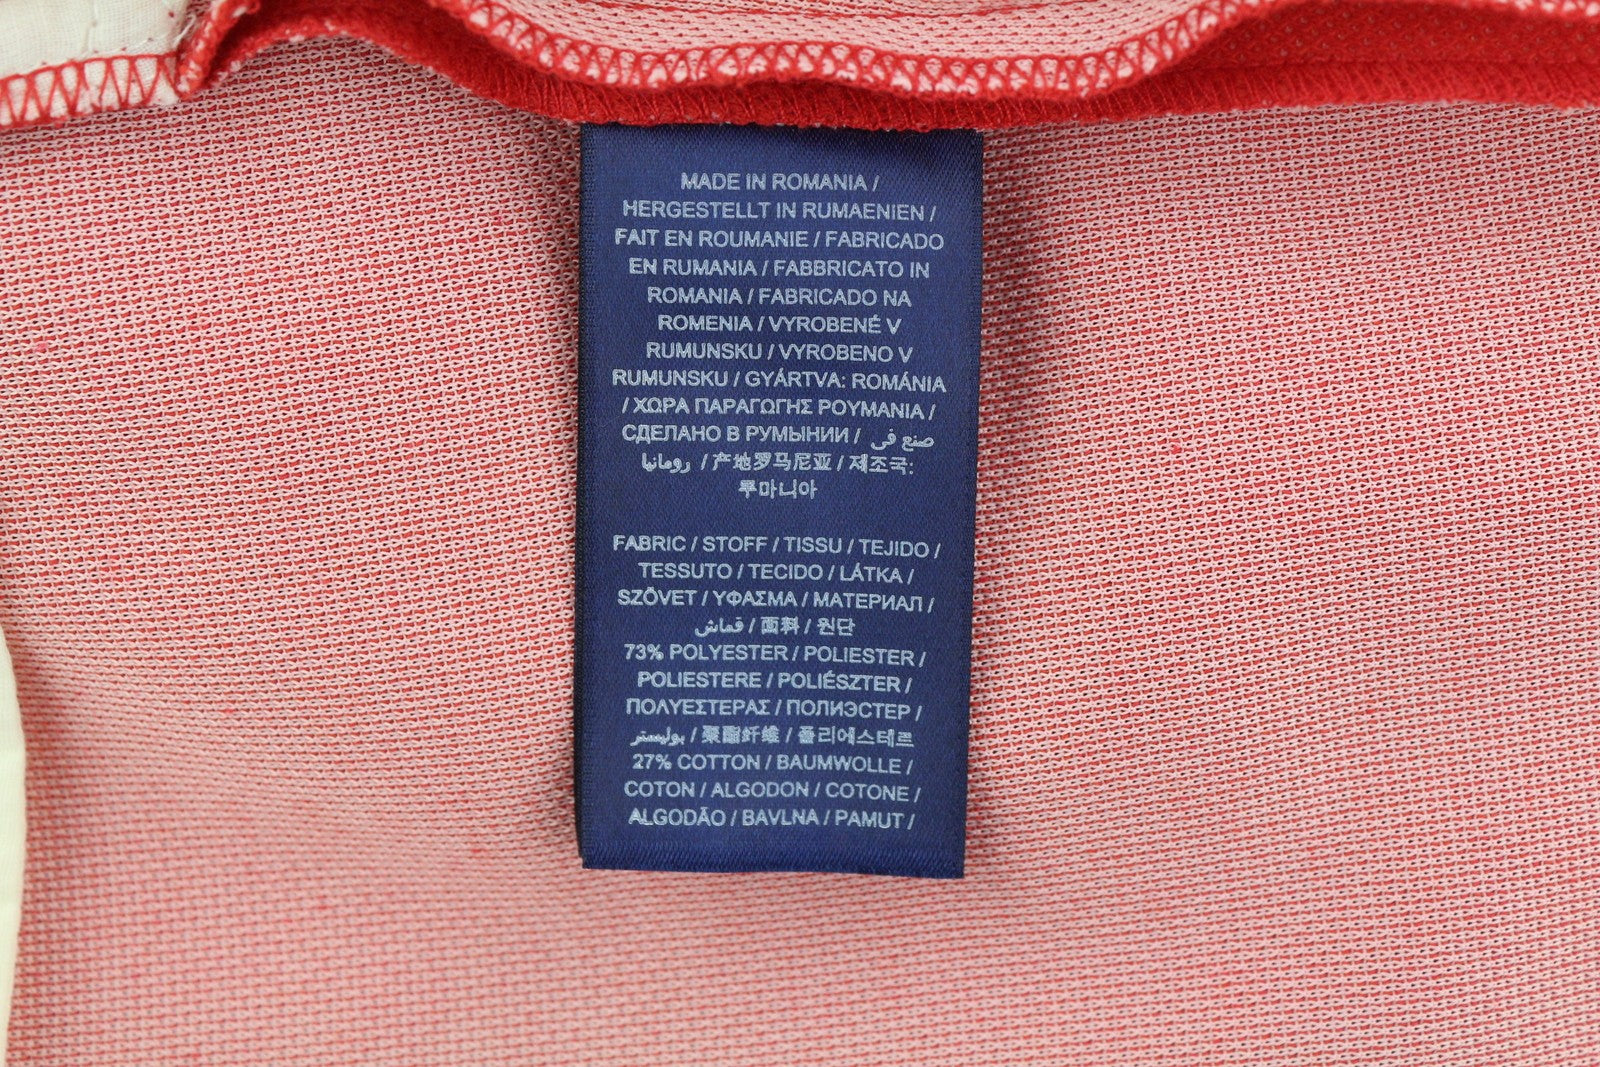 MADE IN ROMANIA /
HERGESTELLT IN RUMAENIEN /
FAIT EN ROUMANIE / FABRICADO
EN RUMANIA / FABBRICATO IN
ROMANIA / FABRICADO NA
ROMENIA / VYROBENÉ V
RUMUNSKU / VYROBENO V
RUMUNSKU / GYÁRTVA: ROMÁNIA
/ ΧΩΡΑ ΠΑΡΑΓΩΓΗΣ ΡΟΥΜΑΝΙΑ /
СДЕЛАНО В РУМЫНИИ / صنع في
رومانيا / 产地罗马尼亚 / 제조국:
루마니아
FABRIC / STOFF / TISSU / TEJIDO /
TESSUTO / TECIDO / LÁTKA /
SZÖVET / ΥΦΑΣΜΑ / МАТЕРИАЛ /
قماش / 面料 / 원단
73% POLYESTER / POLIESTER /
POLIESTERE / POLIÉSZTER /
ΠΟΛΥΕΣΤΕΡΑΣ / ПОЛИЭСТЕР /
بوليستر / 聚酯纤维 / 폴리에스테르
27% COTTON / BAUMWOLLE /
COTON / ALGODON / COTONE /
ALGODÃO / BAVLNA / PAMUT /